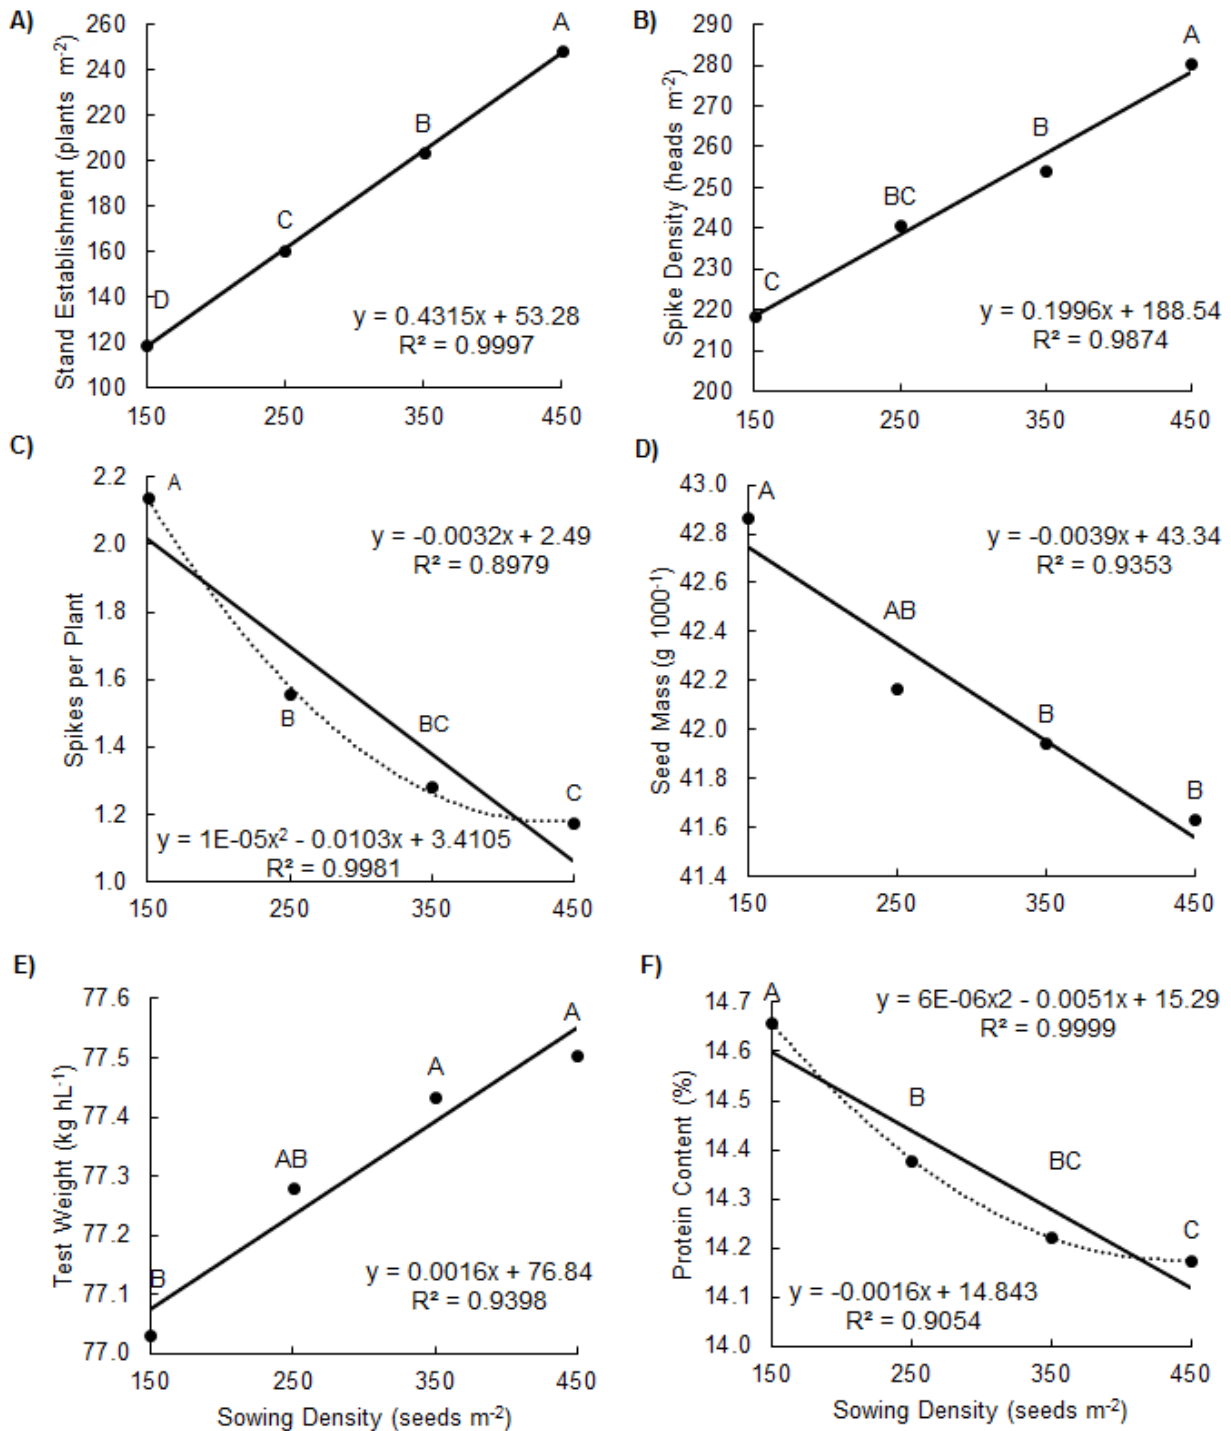 A)
Stand Establishment (plants m⁻²)
260
240
220
200
180
160
140
120
100
150 250 350 450
D
C
B
A
y = 0.4315x + 53.28
R² = 0.9997
B)
Spike Density (heads m⁻²)
290
280
270
260
250
240
230
220
210
200
150 250 350 450
C
BC
B
A
y = 0.1996x + 188.54
R² = 0.9874
C)
Spikes per Plant
2.2
2.0
1.8
1.6
1.4
1.2
1.0
150 250 350 450
A
B
BC
C
y = -0.0032x + 2.49
R² = 0.8979
y = 1E-05x² - 0.0103x + 3.4105
R² = 0.9981
D)
Seed Mass (g 1000⁻¹)
43.0
42.8
42.6
42.4
42.2
42.0
41.8
41.6
41.4
150 250 350 450
A
AB
B
B
y = -0.0039x + 43.34
R² = 0.9353
E)
Test Weight (kg hL⁻¹)
77.6
77.5
77.4
77.3
77.2
77.1
77.0
150 250 350 450
B
AB
A
A
y = 0.0016x + 76.84
R² = 0.9398
Sowing Density (seeds m⁻²)
F)
Protein Content (%)
14.7
14.6
14.5
14.4
14.3
14.2
14.1
14.0
150 250 350 450
A
B
BC
C
y = 6E-06x2 - 0.0051x + 15.29
R² = 0.9999
y = -0.0016x + 14.843
R² = 0.9054
Sowing Density (seeds m⁻²)